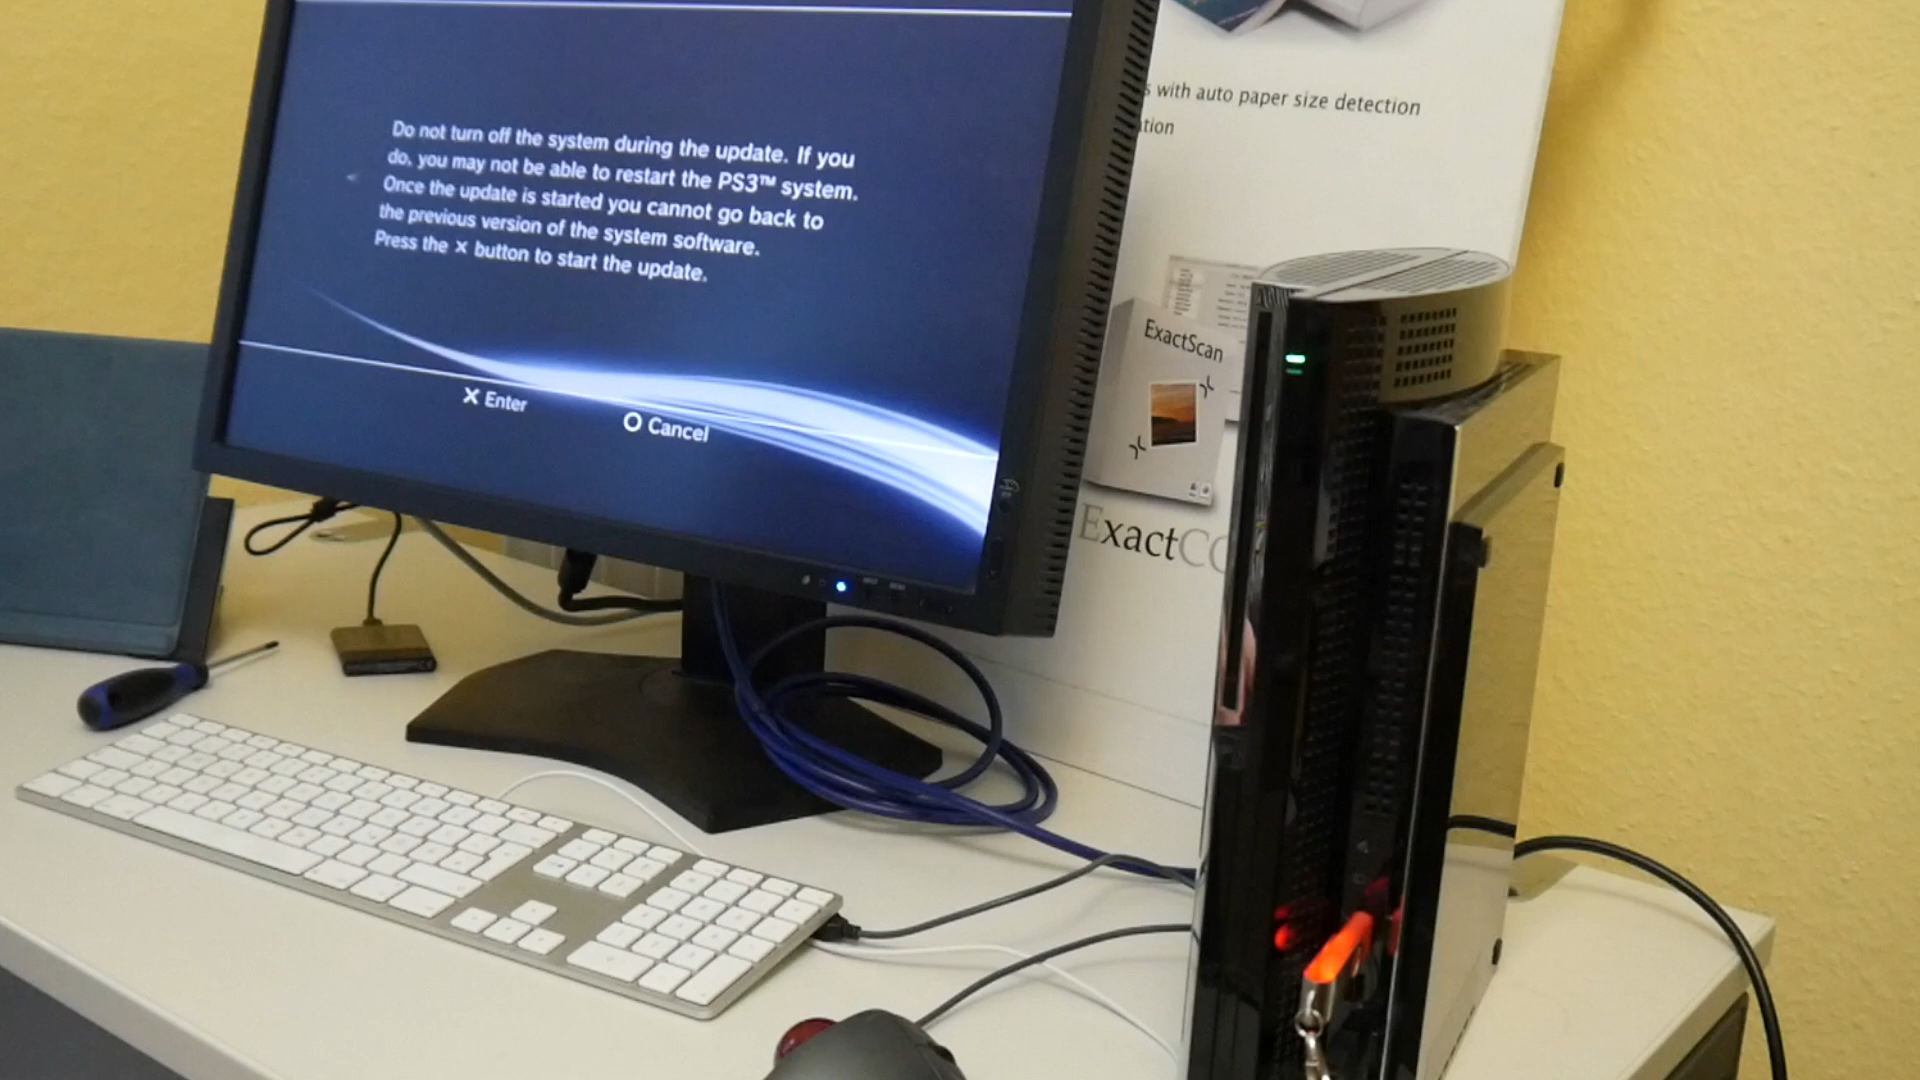 Do not turn off the system during the update. If you
do, you may not be able to restart the PS3™ system.
Once the update is started you cannot go back to
the previous version of the system software.
Press the ✕ button to start the update.
✕ Enter
○ Cancel
with auto paper size detection
ExactScan